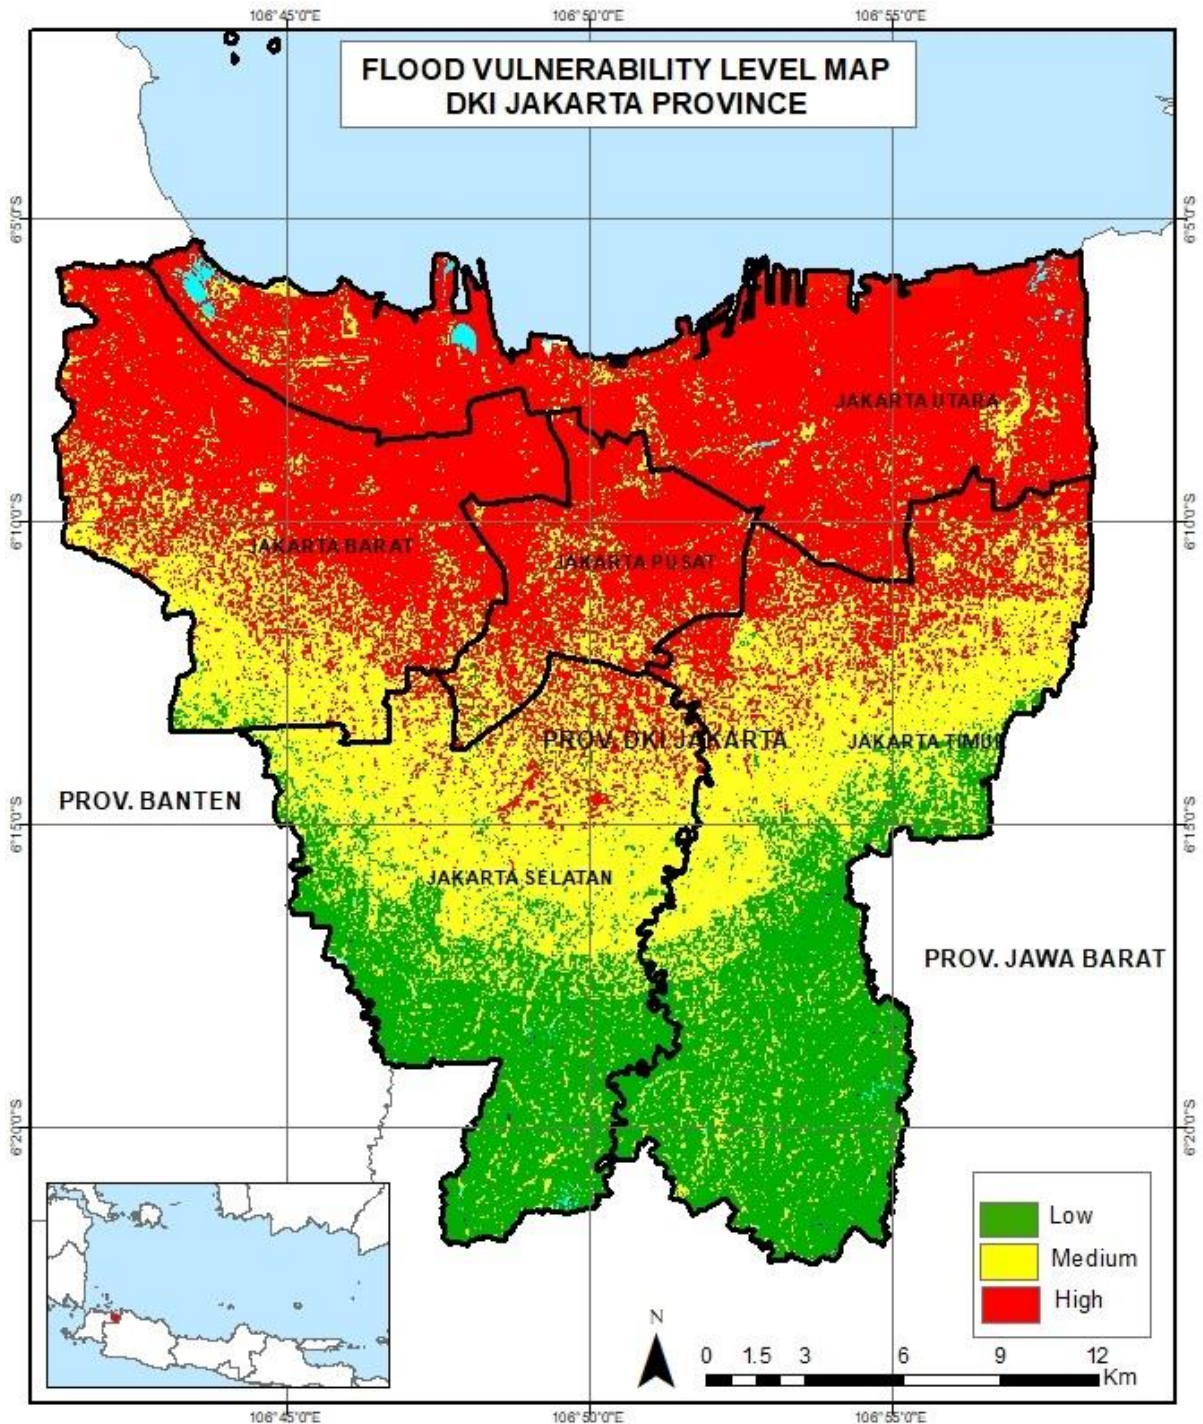 106°45'0"E
106°50'0"E
106°55'0"E
FLOOD VULNERABILITY LEVEL MAP
DKI JAKARTA PROVINCE
6°5'0"S
6°5'0"S
JAKARTA UTARA
6°10'0"S
6°10'0"S
JAKARTA BARAT
JAKARTA PUSAT
PROV. DKI JAKARTA
JAKARTA TIMUR
PROV. BANTEN
6°15'0"S
6°15'0"S
JAKARTA SELATAN
PROV. JAWA BARAT
6°20'0"S
6°20'0"S
Low
Medium
High
N
0 1.5 3 6 9 12
Km
106°45'0"E
106°50'0"E
106°55'0"E